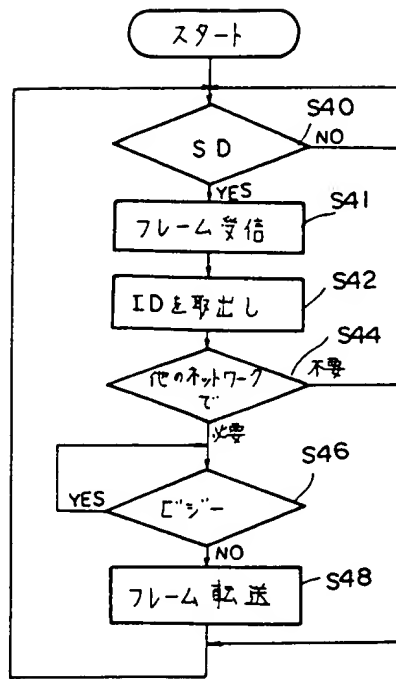 スタート
S40
SD
NO
YES
S41
フレーム受信
S42
IDを取出し
S44
他のネットワーク
で
不要
必要
S46
ビジー
YES
NO
S48
フレーム転送